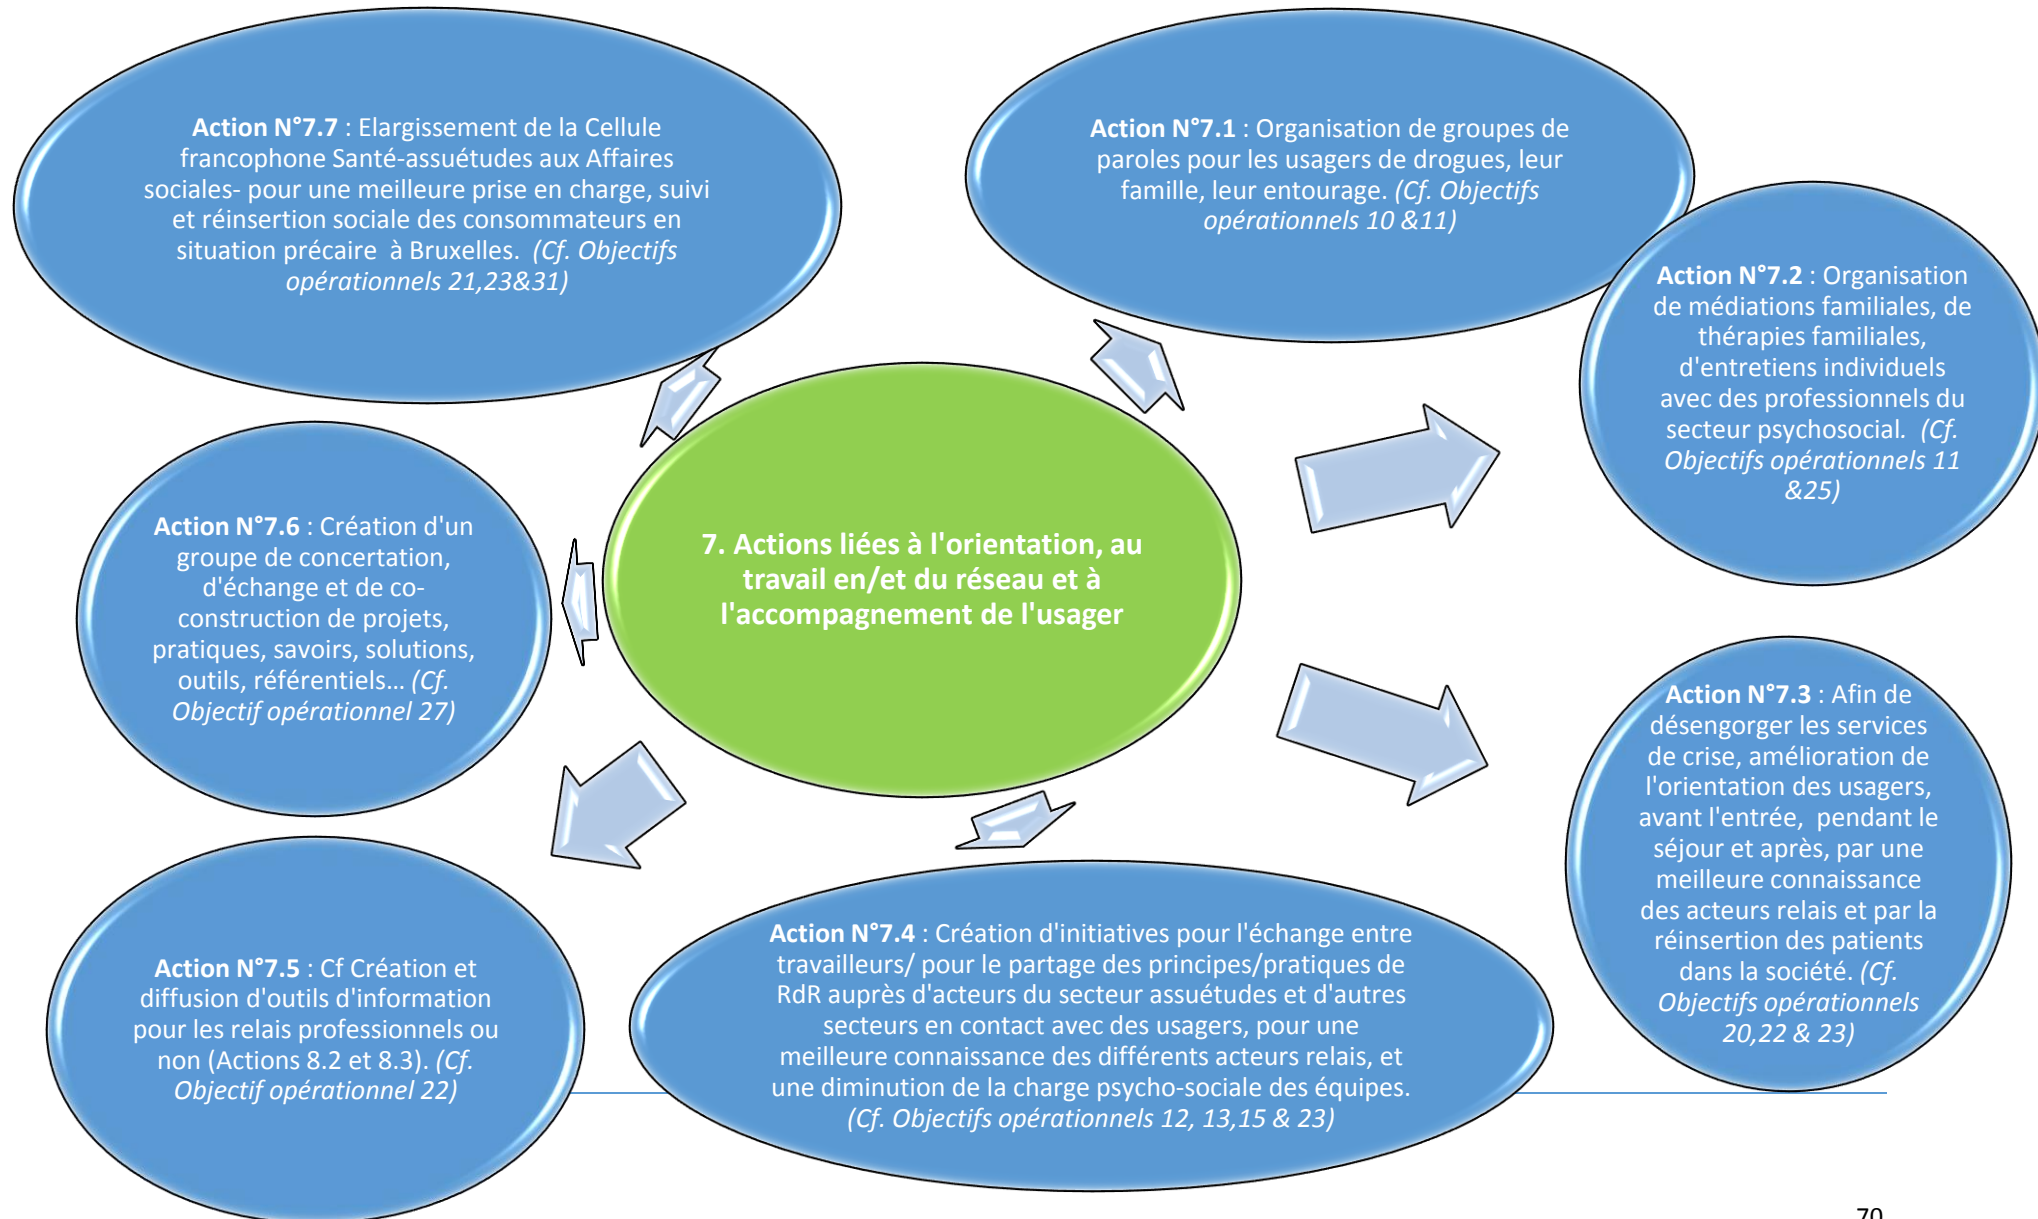 Action N°7.7 : Elargissement de la Cellule
francophone Santé-assuétudes aux Affaires
sociales- pour une meilleure prise en charge, suivi
et réinsertion sociale des consommateurs en
situation précaire à Bruxelles. (Cf. Objectifs
opérationnels 21,23&31)
Action N°7.1 : Organisation de groupes de
paroles pour les usagers de drogues, leur
famille, leur entourage. (Cf. Objectifs
opérationnels 10 &11)
Action N°7.2 : Organisation
de médiations familiales, de
thérapies familiales,
d'entretiens individuels
avec des professionnels du
secteur psychosocial. (Cf.
Objectifs opérationnels 11
&25)
7. Actions liées à l'orientation, au
travail en/et du réseau et à
l'accompagnement de l'usager
Action N°7.6 : Création d'un
groupe de concertation,
d'échange et de co-
construction de projets,
pratiques, savoirs, solutions,
outils, référentiels… (Cf.
Objectif opérationnel 27)
Action N°7.3 : Afin de
désengorger les services
de crise, amélioration de
l'orientation des usagers,
avant l'entrée, pendant le
séjour et après, par une
meilleure connaissance
des acteurs relais et par la
réinsertion des patients
dans la société. (Cf.
Objectifs opérationnels
20,22 & 23)
Action N°7.5 : Cf Création et
diffusion d'outils d'information
pour les relais professionnels ou
non (Actions 8.2 et 8.3). (Cf.
Objectif opérationnel 22)
Action N°7.4 : Création d'initiatives pour l'échange entre
travailleurs/ pour le partage des principes/pratiques de
RdR auprès d'acteurs du secteur assuétudes et d'autres
secteurs en contact avec des usagers, pour une
meilleure connaissance des différents acteurs relais, et
une diminution de la charge psycho-sociale des équipes.
(Cf. Objectifs opérationnels 12, 13,15 & 23)
70